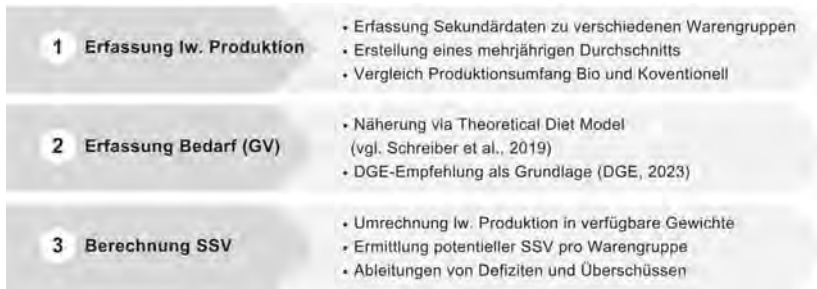 1 Erfassung lw. Produktion
• Erfassung Sekundärdaten zu verschiedenen Warengruppen
• Erstellung eines mehrjährigen Durchschnitts
• Vergleich Produktionsumfang Bio und Koventionell
2 Erfassung Bedarf (GV)
• Näherung via Theoretical Diet Model
(vgl. Schreiber et al., 2019)
• DGE-Empfehlung als Grundlage (DGE, 2023)
3 Berechnung SSV
• Umrechnung lw. Produktion in verfügbare Gewichte
• Ermittlung potentieller SSV pro Warengruppe
• Ableitungen von Defiziten und Überschüssen